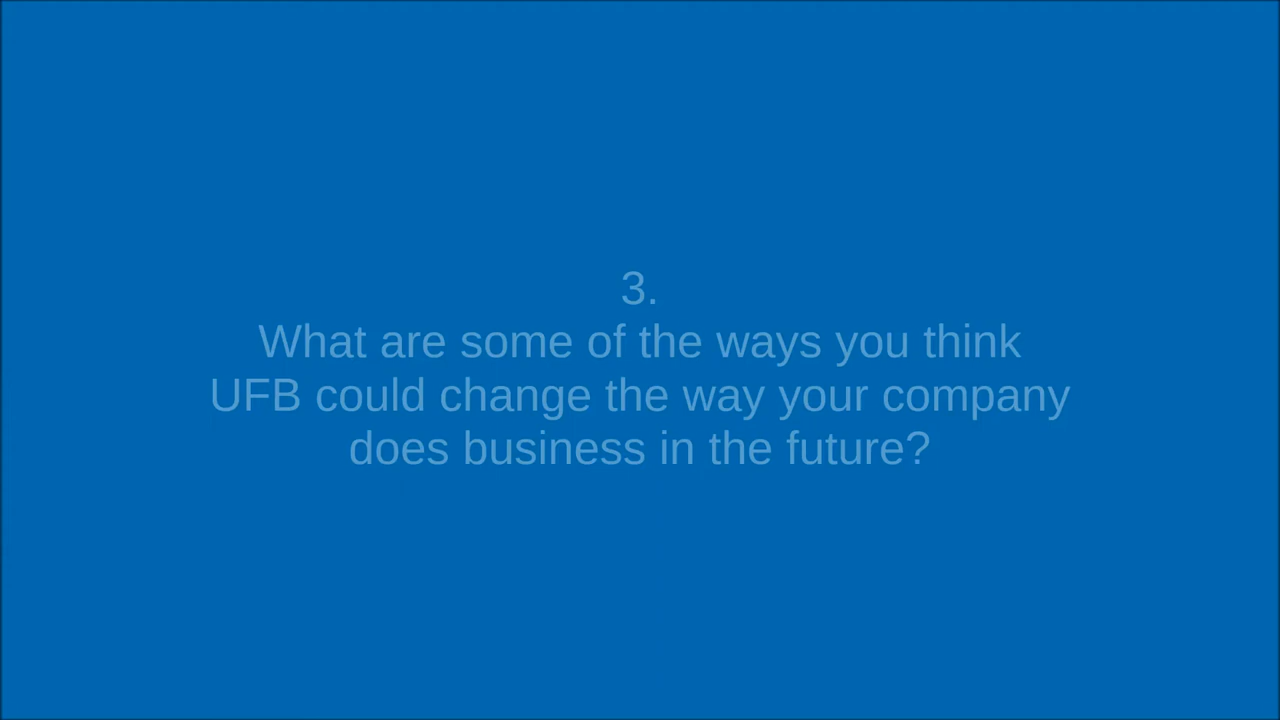 3.
What are some of the ways you think
UFB could change the way your company
does business in the future?